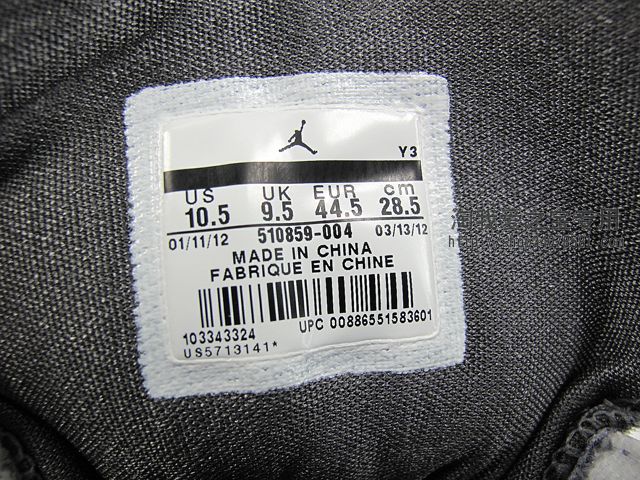 Y3
US UK EUR cm
10.5 9.5 44.5 28.5
01/11/12 510859-004 03/13/12
MADE IN CHINA
FABRIQUE EN CHINE
103343324 UPC 00886551583601
US5713141*